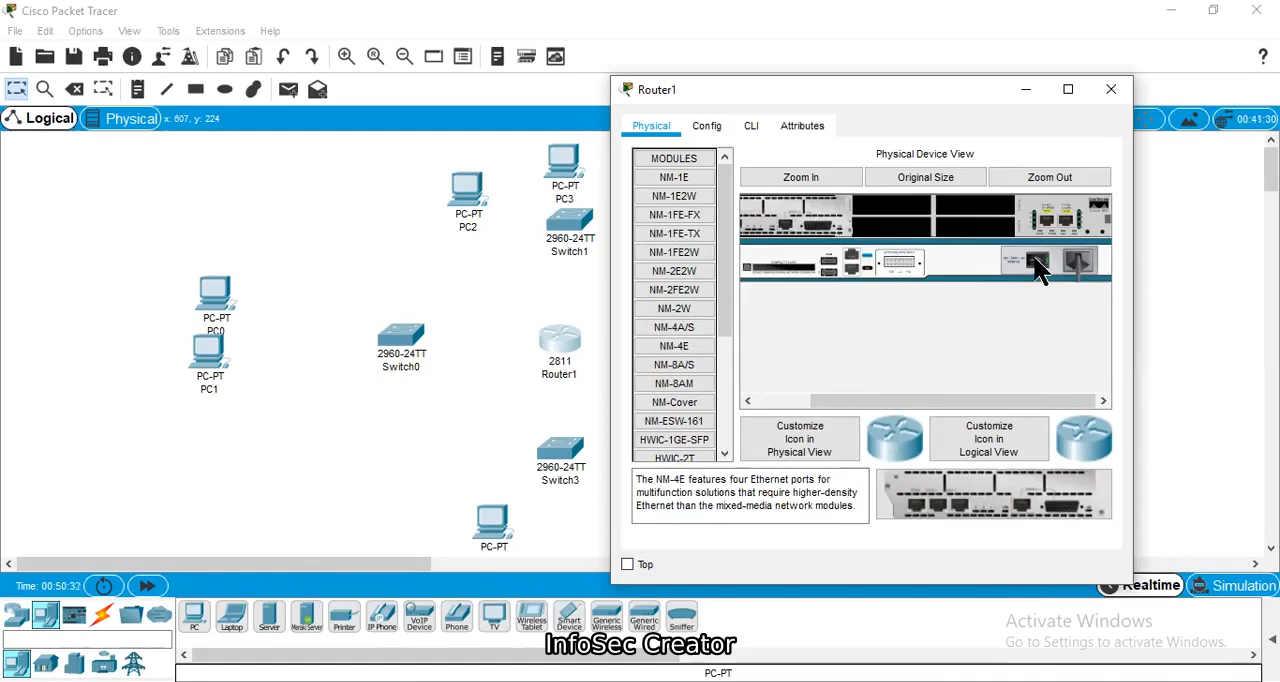 Cisco Packet Tracer
File Edit Options View Tools Extensions Help
?
Logical
Physical
x: 607, y: 224
00:41:30
PC-PT
PC3
PC-PT
PC2
2960-24TT
Switch1
PC-PT
PC0
PC-PT
PC1
2960-24TT
Switch0
2811
Router1
2960-24TT
Switch3
PC-PT
Router1
Physical Config CLI Attributes
MODULES
NM-1E
NM-1E2W
NM-1FE-FX
NM-1FE-TX
NM-1FE2W
NM-2E2W
NM-2FE2W
NM-2W
NM-4A/S
NM-4E
NM-8A/S
NM-8AM
NM-Cover
NM-ESW-161
HWIC-1GE-SFP
HWIC-2T
Physical Device View
Zoom In
Original Size
Zoom Out
Customize
Icon in
Physical View
Customize
Icon in
Logical View
The NM-4E features four Ethernet ports for
multifunction solutions that require higher-density
Ethernet than the mixed-media network modules.
Top
Time: 00:50:32
Realtime
Simulation
PC
Laptop
Server
Meraki Server
Printer
IP Phone
VoIP
Device
Phone
TV
Wireless
Tablet
Smart
Device
Generic
Wireless
Generic
Wired
Sniffer
InfoSec Creator
PC-PT
Activate Windows
Go to Settings to activate Windows.